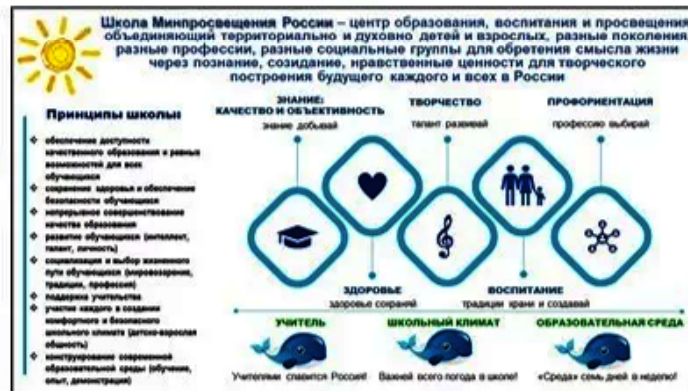 Школа Минпросвещения России – центр образования, воспитания и просвещения,
объединяющий территориально и духовно детей и взрослых, разные поколения,
разные профессии, разные социальные группы для обретения смысла жизни
через познание, созидание, нравственные ценности для творческого
построения будущего каждого и всех в России
Принципы школы
обеспечение доступности
качественного образования и равных
возможностей для всех
обучающихся
сохранение здоровья и обеспечение
безопасности обучающихся
непрерывное совершенствование
качества образования
развитие обучающихся (интеллект,
талант, личность)
социализация и выбор жизненного
пути обучающихся (мировоззрение,
традиции, профессия)
поддержка учительства
участие каждого в создании
комфортного и безопасного
школьного климата (детско-взрослая
общность)
конструирование современной
образовательной среды (обучение,
опыт, демонстрация)
ЗНАНИЕ:
КАЧЕСТВО И ОБЪЕКТИВНОСТЬ
знание добывай
ТВОРЧЕСТВО
талант развивай
ПРОФОРИЕНТАЦИЯ
профессию выбирай
ЗДОРОВЬЕ
здоровье сохраняй
ВОСПИТАНИЕ
традиции храни и создавай
УЧИТЕЛЬ
Учителями славится Россия!
ШКОЛЬНЫЙ КЛИМАТ
Важней всего погода в школе!
ОБРАЗОВАТЕЛЬНАЯ СРЕДА
«Среда» семь дней в неделю!